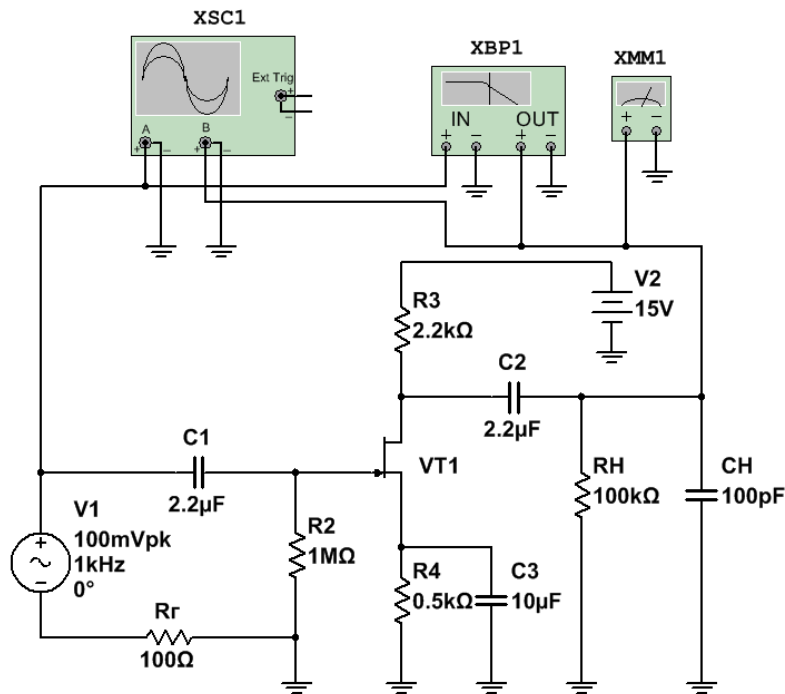 XSC1
Ext Trig
+
−
A
B
+
−
+
−
XBP1
IN
OUT
+
−
+
−
XMM1
+
−
R3
2.2kΩ
V2
15V
C2
2.2µF
C1
2.2µF
VT1
RH
100kΩ
CH
100pF
V1
100mVpk
1kHz
0°
R2
1MΩ
R4
0.5kΩ
C3
10µF
Rг
100Ω